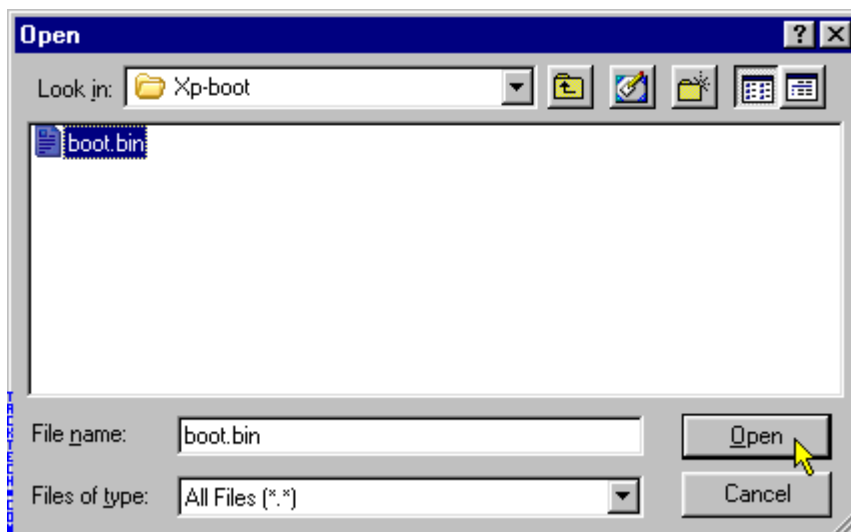 Open
Look in: Xp-boot
boot.bin
File name: boot.bin Open
Files of type: All Files (*.*) Cancel